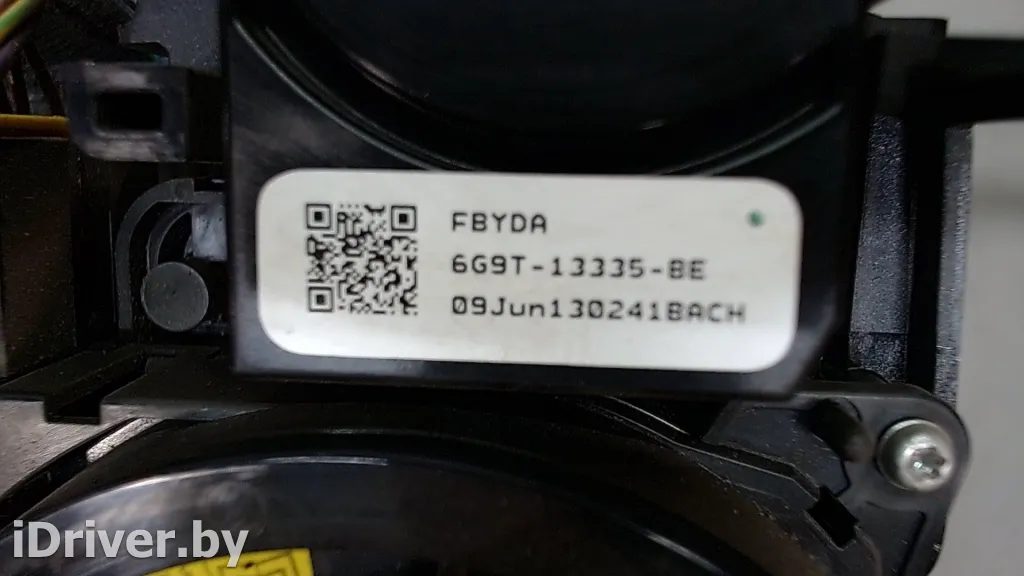 FBYDA
6G9T-13335-BE
09Jun130241BACH
iDriver.by